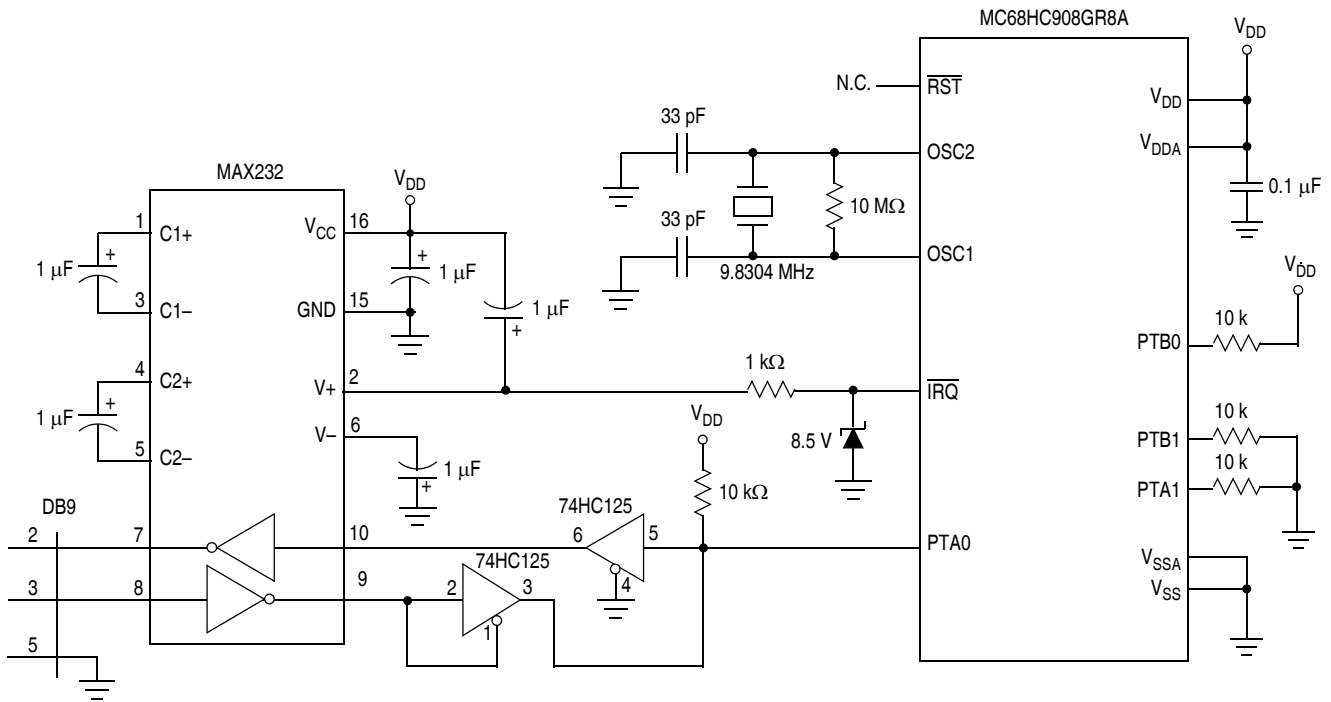 MC68HC908GR8A
VDD
N.C.
RST
VDD
33 pF
OSC2
VDDA
MAX232
10 MΩ
0.1 µF
VDD
1
C1+
VCC
16
33 pF
OSC1
1 µF
+
+
1 µF
9.8304 MHz
VDD
3
C1–
GND
15
1 µF
+
10 k
PTB0
4
C2+
1 kΩ
V+
2
IRQ
1 µF
+
VDD
10 k
V–
6
8.5 V
PTB1
5
C2–
1 µF
+
10 k
10 kΩ
PTA1
DB9
74HC125
2
7
10
6
5
PTA0
74HC125
4
VSSA
3
8
9
2
3
VSS
1
5